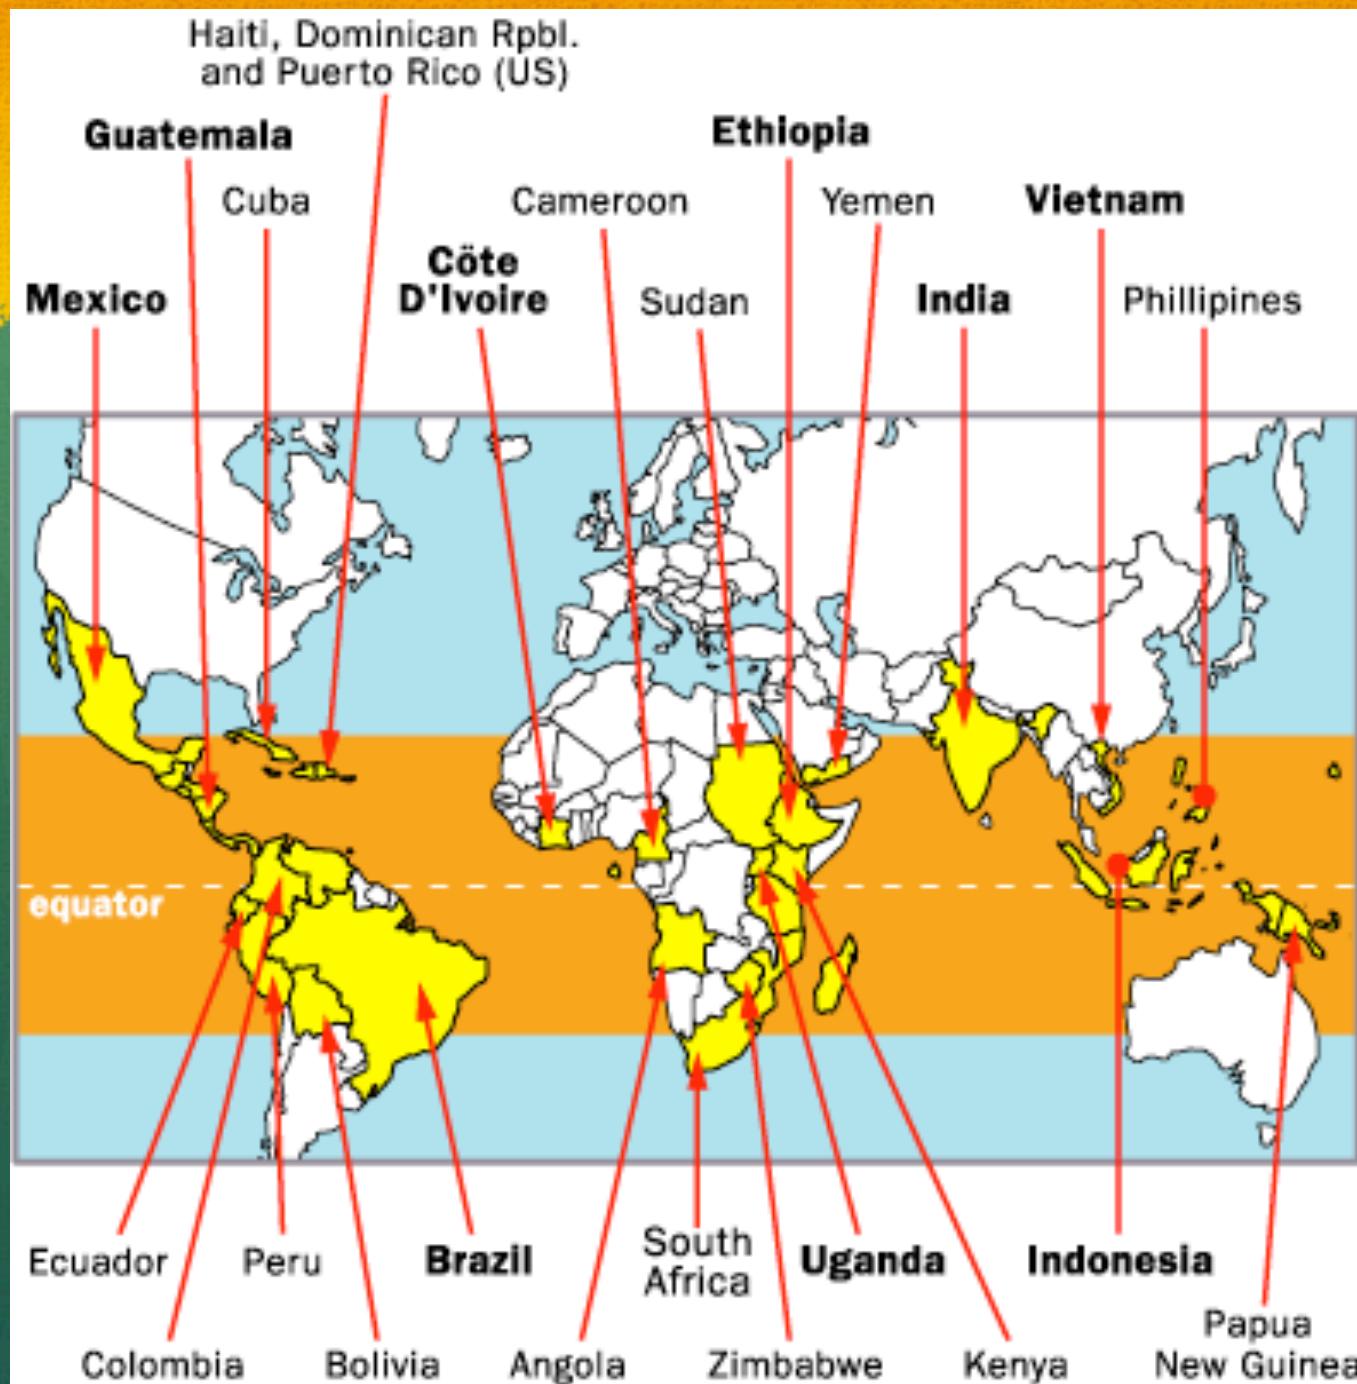 Haiti, Dominican Rpbl.
and Puerto Rico (US)
Guatemala
Ethiopia
Cuba
Cameroon
Yemen
Vietnam
Cöte
D'Ivoire
Mexico
Sudan
India
Phillipines
equator
Ecuador
Peru
Brazil
South
Africa
Uganda
Indonesia
Papua
New Guinea
Colombia
Bolivia
Angola
Zimbabwe
Kenya